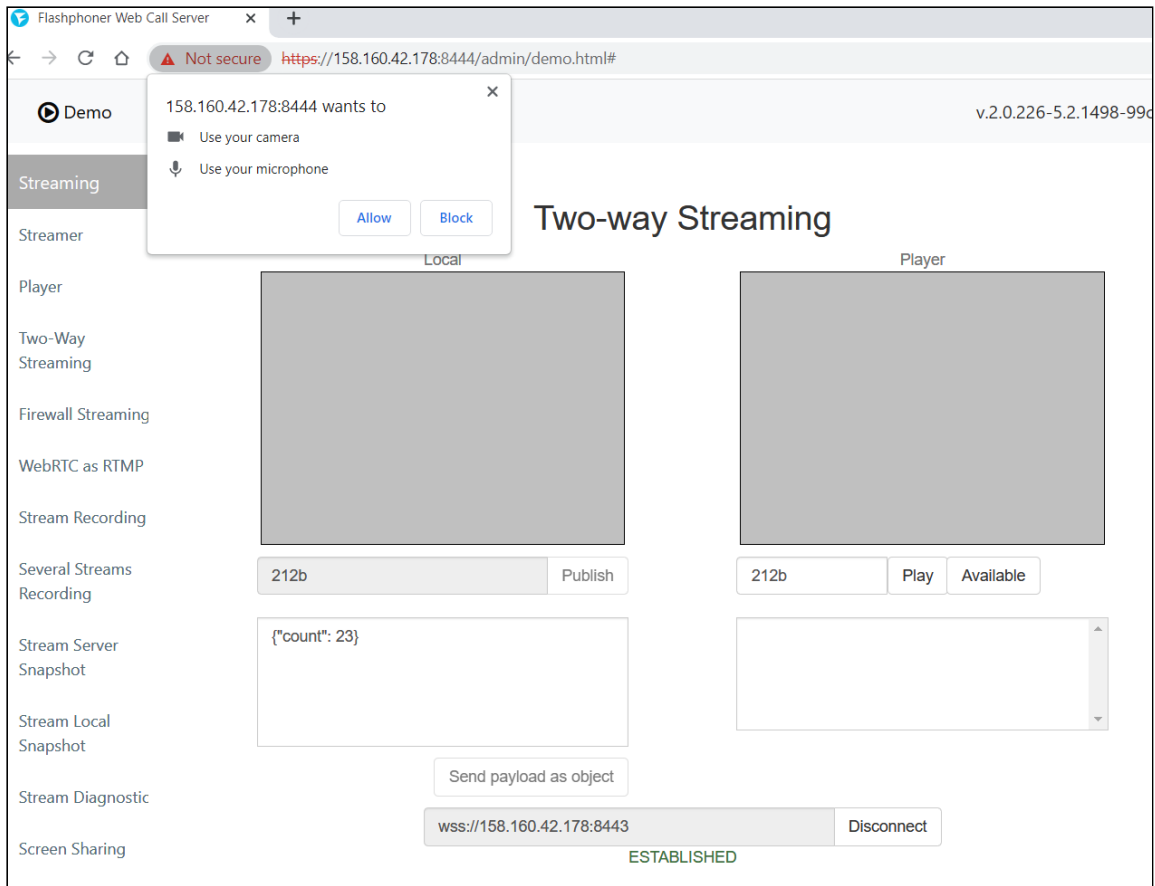 Flashphoner Web Call Server
Not secure https://158.160.42.178:8444/admin/demo.html#
Demo
v.2.0.226-5.2.1498-99
158.160.42.178:8444 wants to
Use your camera
Use your microphone
Allow Block
Streaming
Streamer
Player
Two-Way
Streaming
Firewall Streaming
WebRTC as RTMP
Stream Recording
Several Streams
Recording
Stream Server
Snapshot
Stream Local
Snapshot
Stream Diagnostic
Screen Sharing
Two-way Streaming
Local
Player
212b Publish
212b Play Available
{"count": 23}
Send payload as object
wss://158.160.42.178:8443 Disconnect
ESTABLISHED